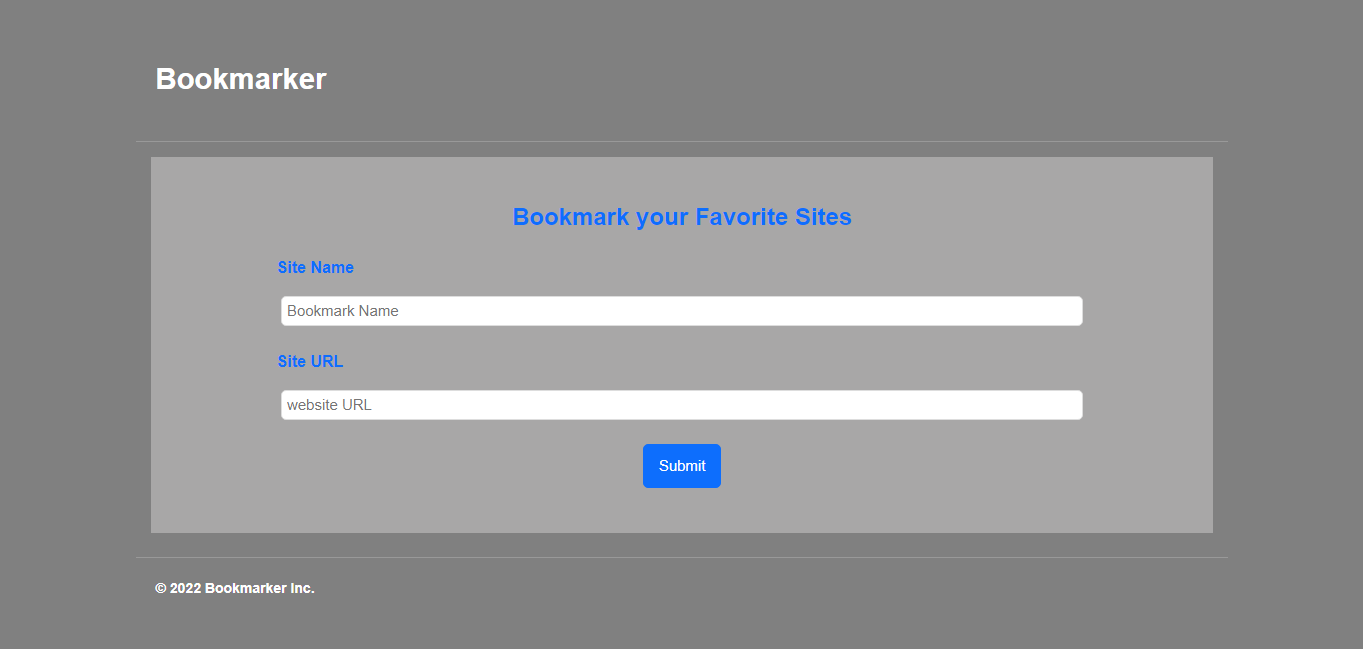 Bookmarker
Bookmark your Favorite Sites
Site Name
Bookmark Name
Site URL
website URL
Submit
© 2022 Bookmarker Inc.